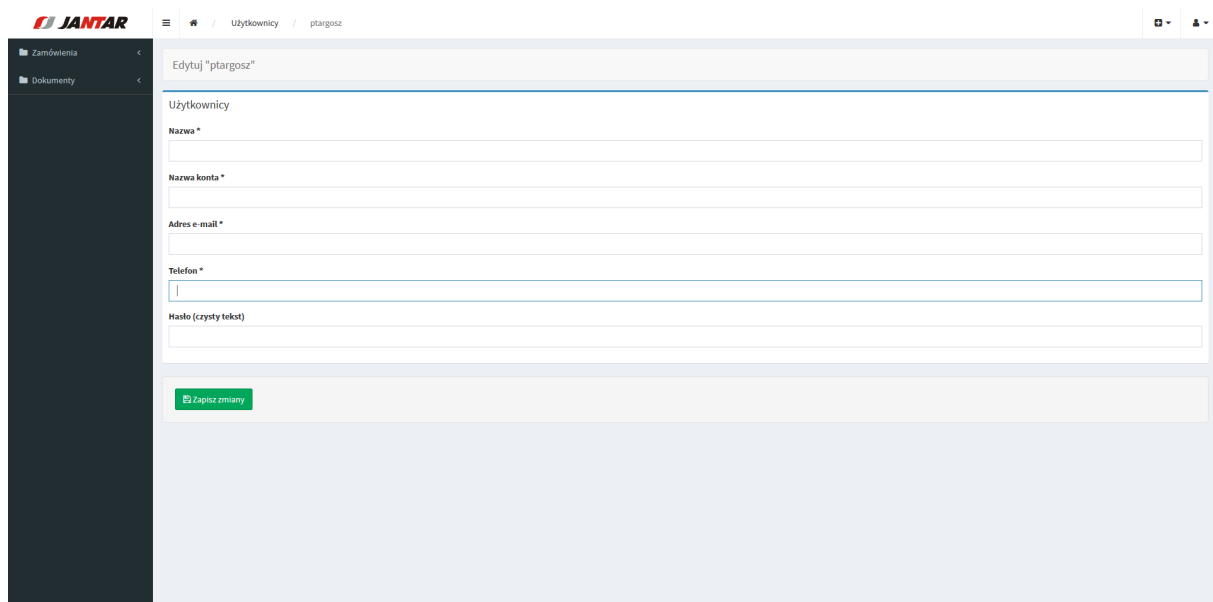 JANTAR
/ Użytkownicy / ptargosz
Zamówienia
Dokumenty
Edytuj "ptargosz"
Użytkownicy
Nazwa *
Nazwa konta *
Adres e-mail *
Telefon *
Hasło (czysty tekst)
Zapisz zmiany